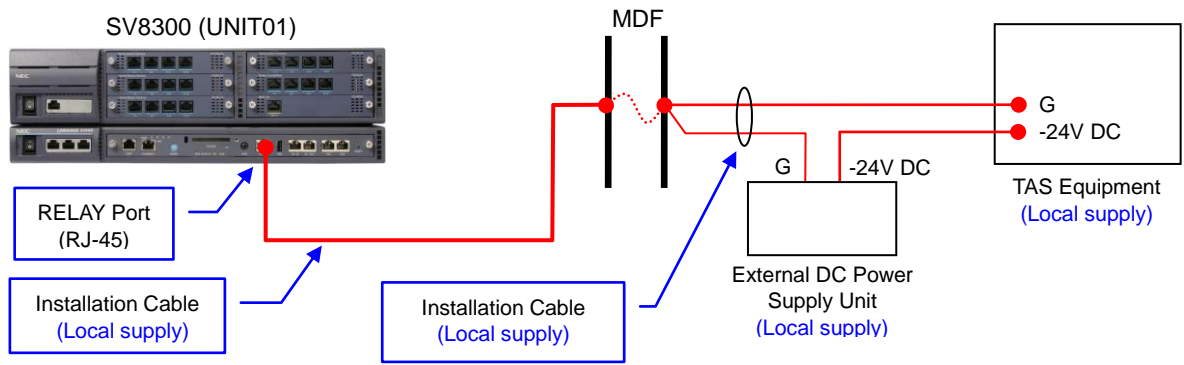 SV8300 (UNIT01)
MDF
NEC
NEC
G
-24V DC
G
-24V DC
TAS Equipment
(Local supply)
RELAY Port
(RJ-45)
External DC Power
Supply Unit
(Local supply)
Installation Cable
(Local supply)
Installation Cable
(Local supply)